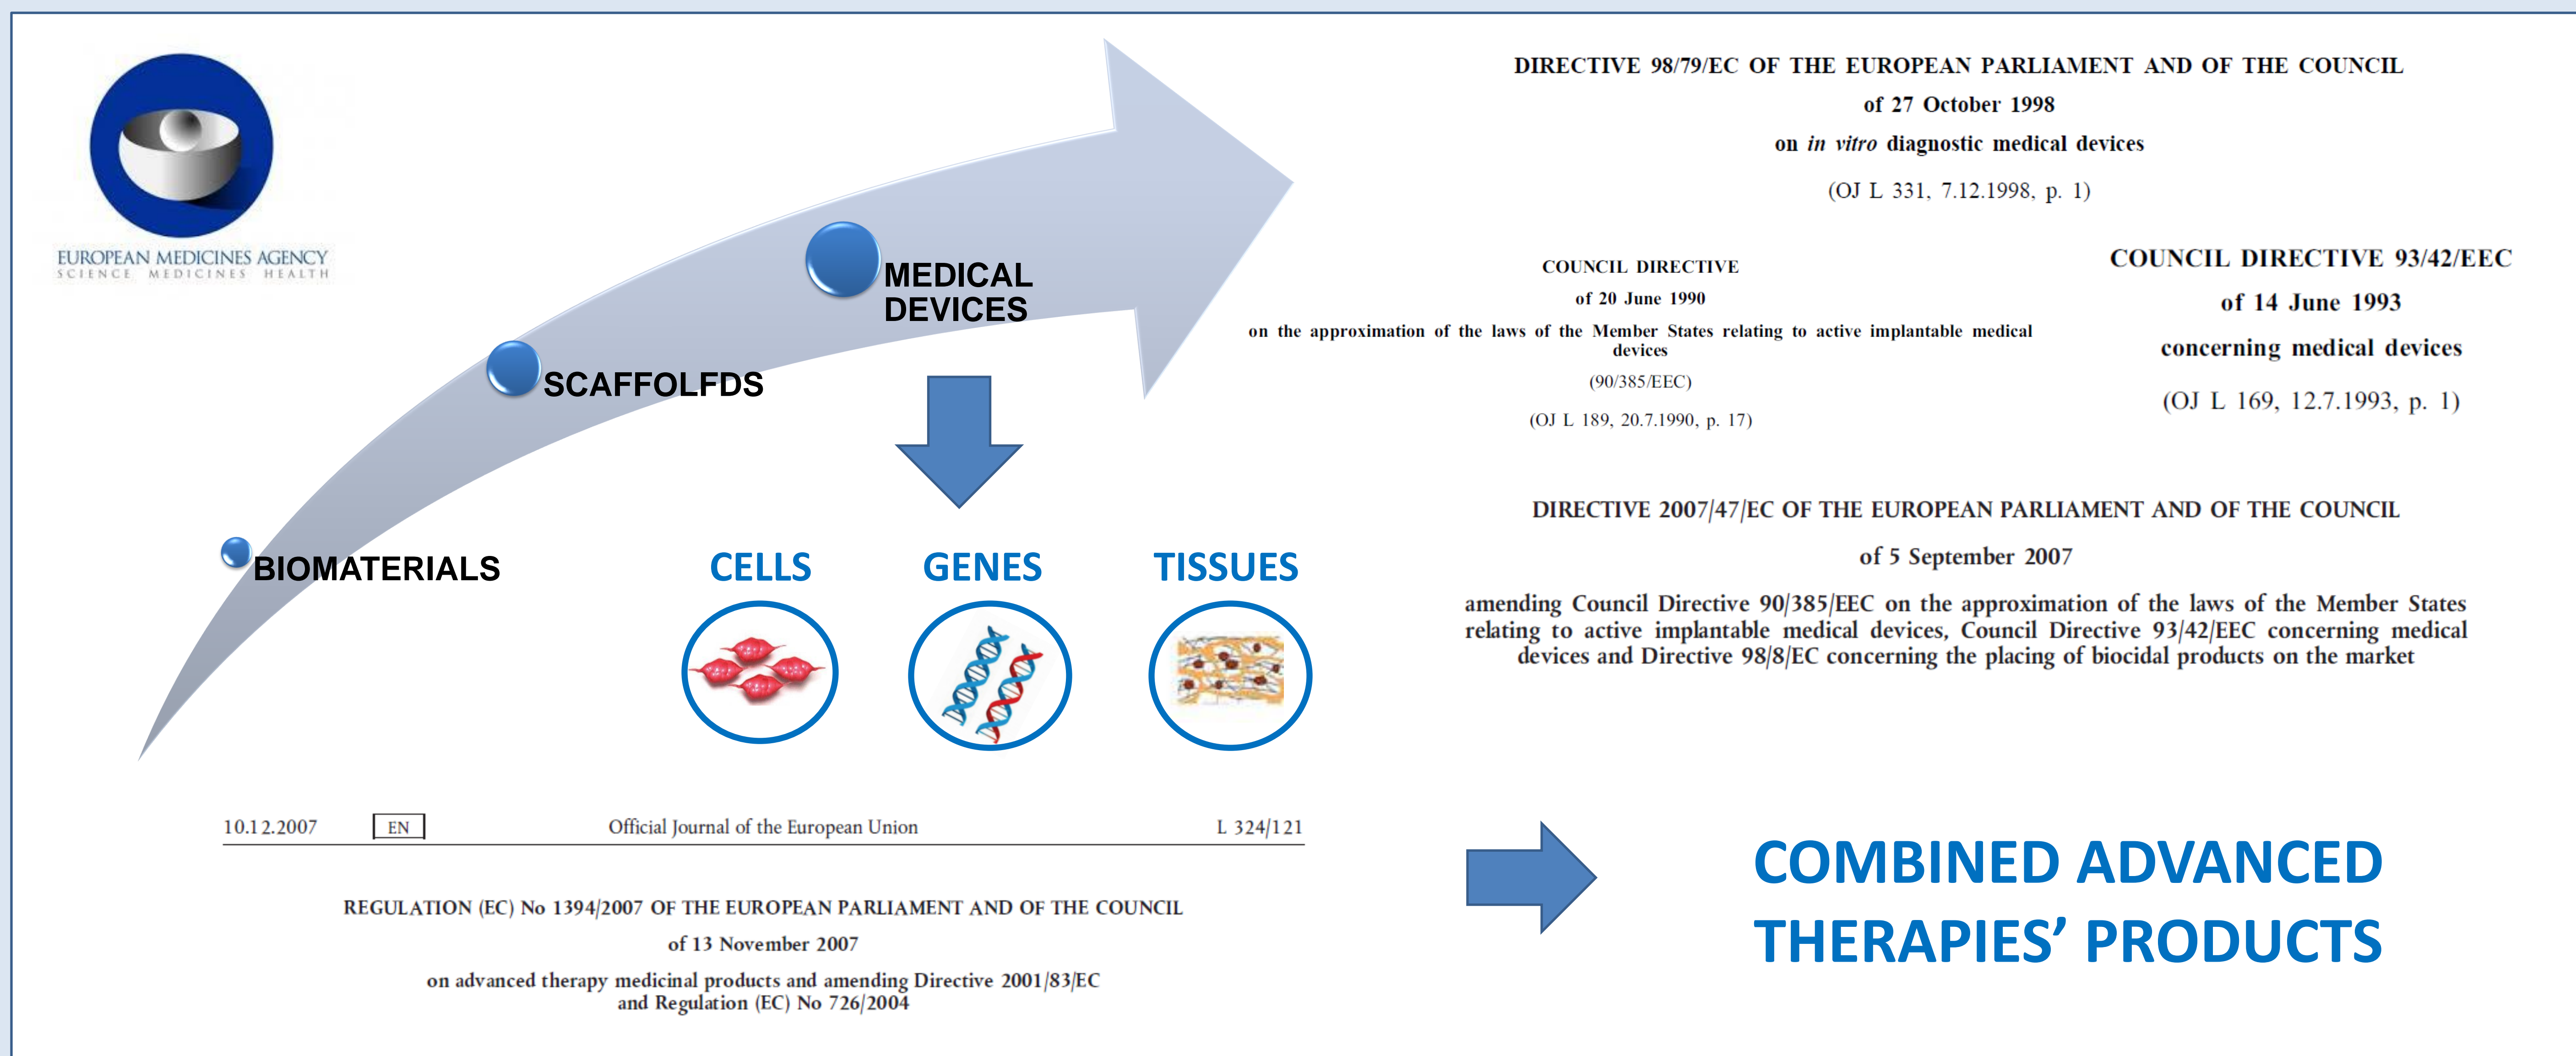 EUROPEAN MEDICINES AGENCY
SCIENCE MEDICINES HEALTH
BIOMATERIALS
SCAFFOLFDS
MEDICAL
DEVICES
CELLS
GENES
TISSUES
10.12.2007 EN Official Journal of the European Union L 324/121
REGULATION (EC) No 1394/2007 OF THE EUROPEAN PARLIAMENT AND OF THE COUNCIL
of 13 November 2007
on advanced therapy medicinal products and amending Directive 2001/83/EC
and Regulation (EC) No 726/2004
DIRECTIVE 98/79/EC OF THE EUROPEAN PARLIAMENT AND OF THE COUNCIL
of 27 October 1998
on in vitro diagnostic medical devices
(OJ L 331, 7.12.1998, p. 1)
COUNCIL DIRECTIVE
of 20 June 1990
on the approximation of the laws of the Member States relating to active implantable medical
devices
(90/385/EEC)
(OJ L 189, 20.7.1990, p. 17)
COUNCIL DIRECTIVE 93/42/EEC
of 14 June 1993
concerning medical devices
(OJ L 169, 12.7.1993, p. 1)
DIRECTIVE 2007/47/EC OF THE EUROPEAN PARLIAMENT AND OF THE COUNCIL
of 5 September 2007
amending Council Directive 90/385/EEC on the approximation of the laws of the Member States
relating to active implantable medical devices, Council Directive 93/42/EEC concerning medical
devices and Directive 98/8/EC concerning the placing of biocidal products on the market
COMBINED ADVANCED
THERAPIES’ PRODUCTS